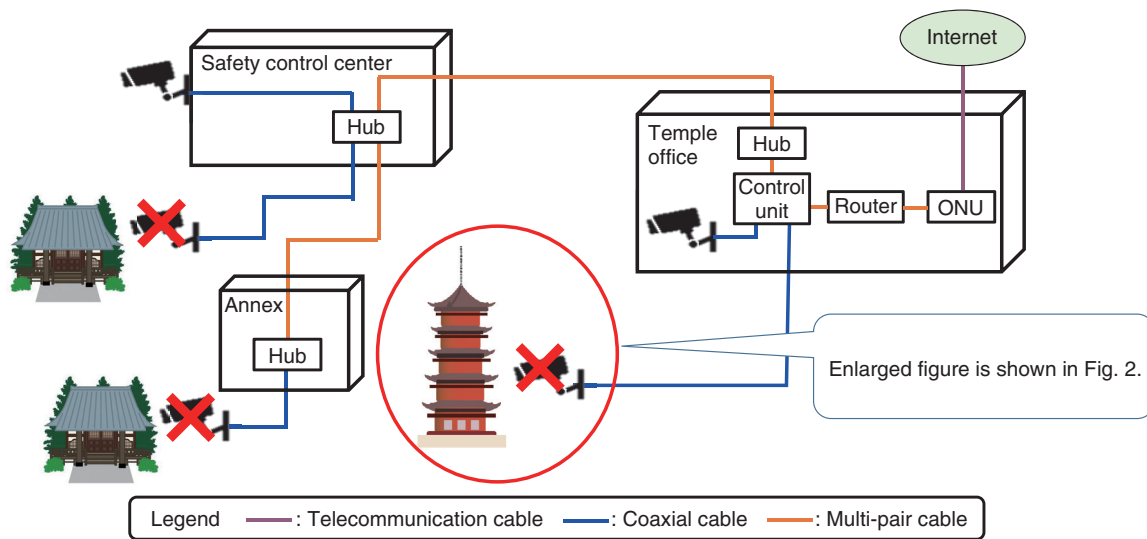 Internet
Safety control center
Hub
Temple
office
Hub
Control
unit
Router
ONU
Annex
Hub
Enlarged figure is shown in Fig. 2.
Legend : Telecommunication cable : Coaxial cable : Multi-pair cable